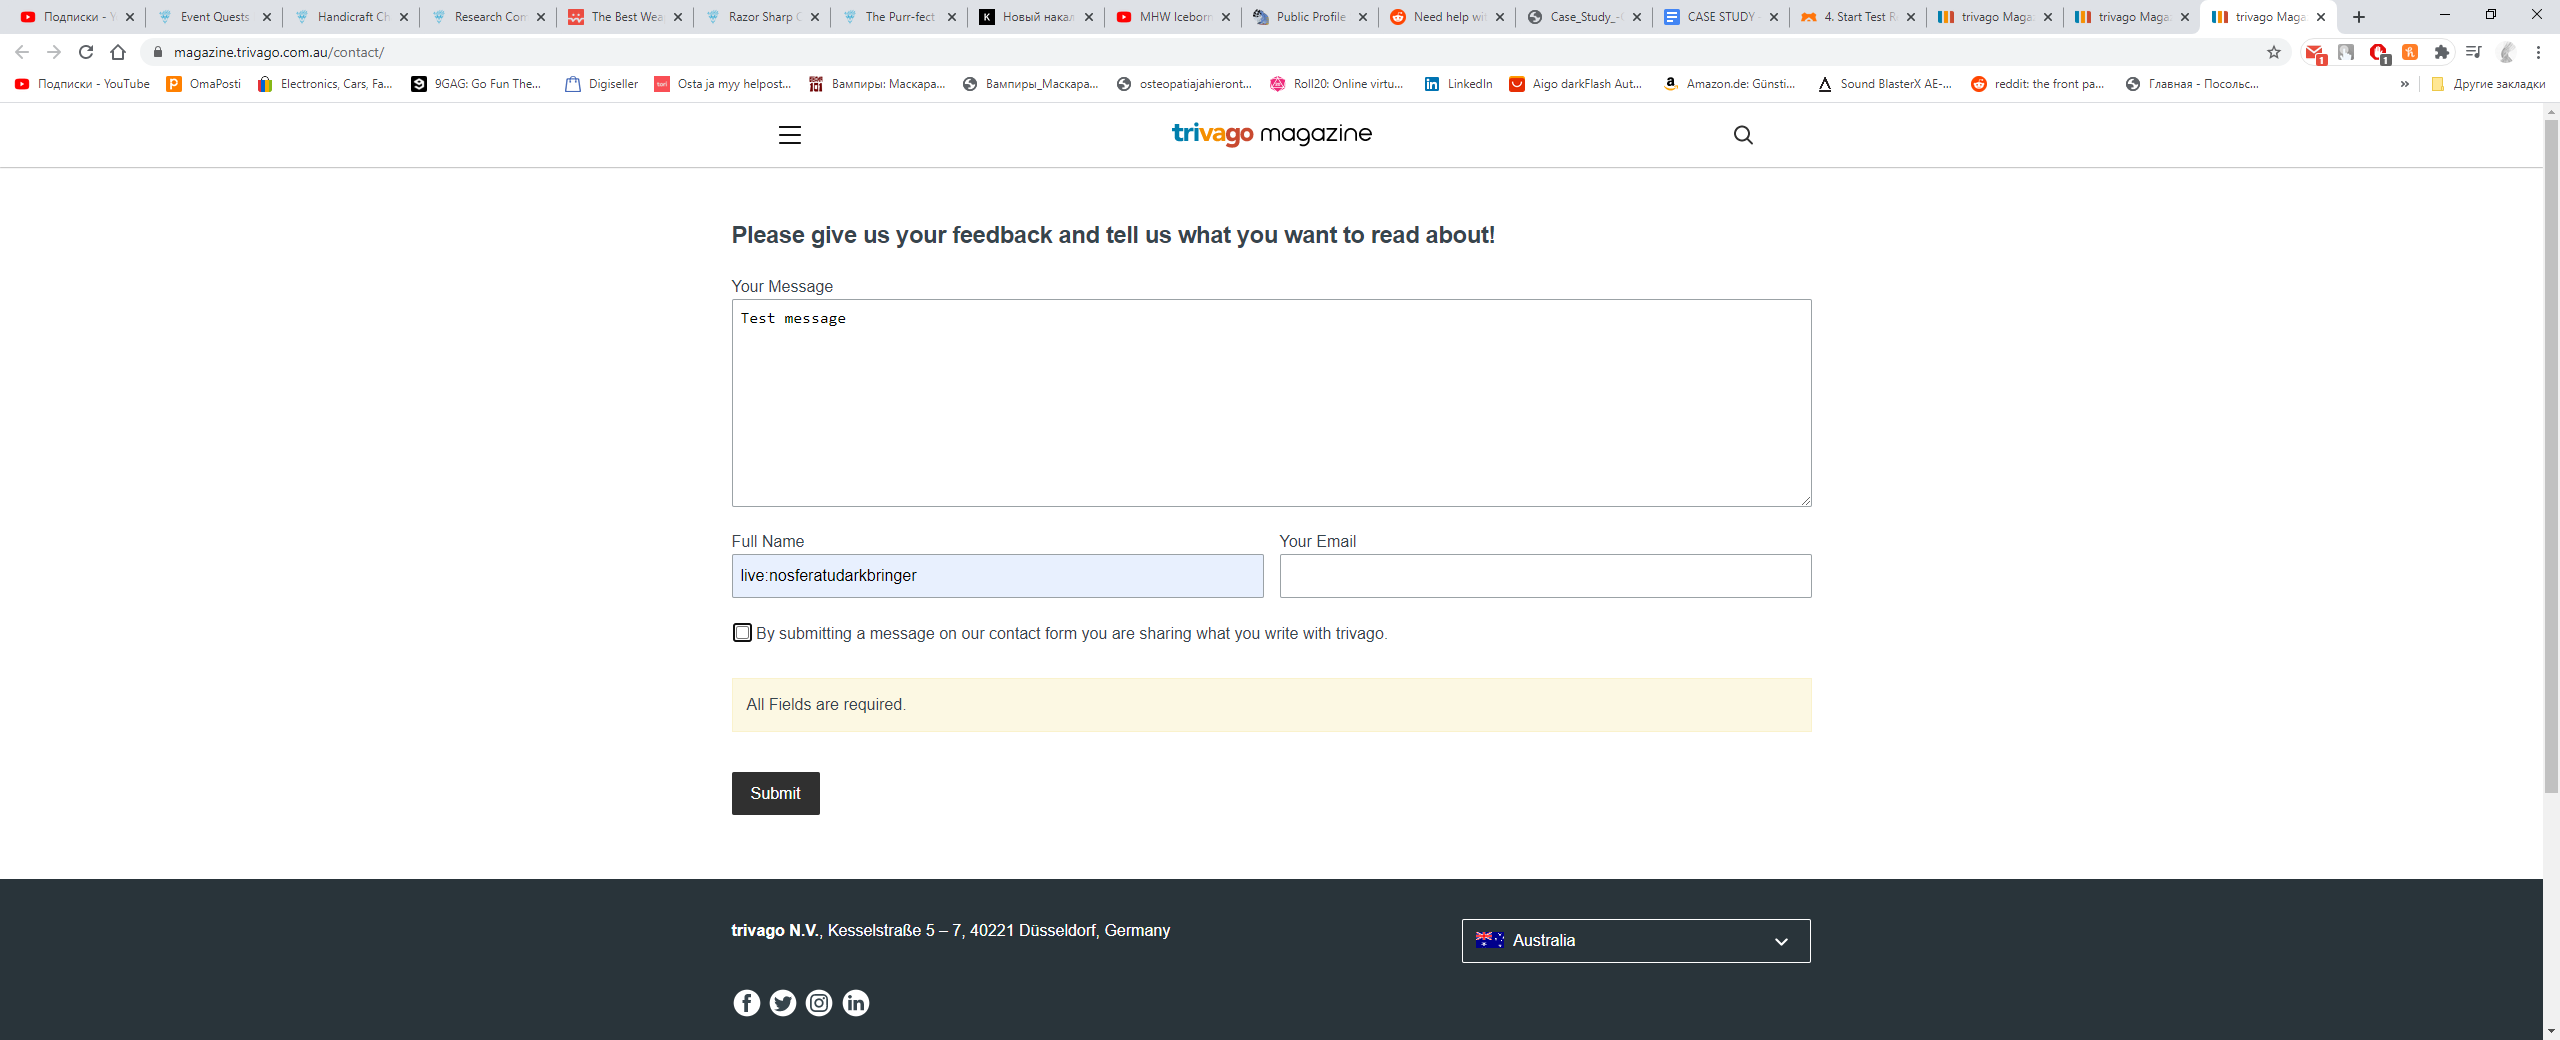 Подписки - Y
Event Quests
Handicraft Ch
Research Com
The Best Wea
Razor Sharp C
The Purr-fect
Новый накал
MHW Iceborn
Public Profile
Need help wit
Case_Study_-
CASE STUDY
4. Start Test R
trivago Maga
trivago Maga
trivago Maga
magazine.trivago.com.au/contact/
Подписки - YouTube
OmaPosti
Electronics, Cars, Fa...
9GAG: Go Fun The...
Digiseller
Osta ja myy helpost...
Вампиры: Маскара...
Вампиры_Маскара...
osteopatiajahieront...
Roll20: Online virtu...
LinkedIn
Aigo darkFlash Aut...
Amazon.de: Günsti...
Sound BlasterX AE-...
reddit: the front pa...
Главная - Посольс...
»
Другие закладки
trivago magazine
Please give us your feedback and tell us what you want to read about!
Your Message
Test message
Full Name
Your Email
live:nosferatudarkbringer
By submitting a message on our contact form you are sharing what you write with trivago.
All Fields are required.
Submit
trivago N.V., Kesselstraße 5 – 7, 40221 Düsseldorf, Germany
Australia